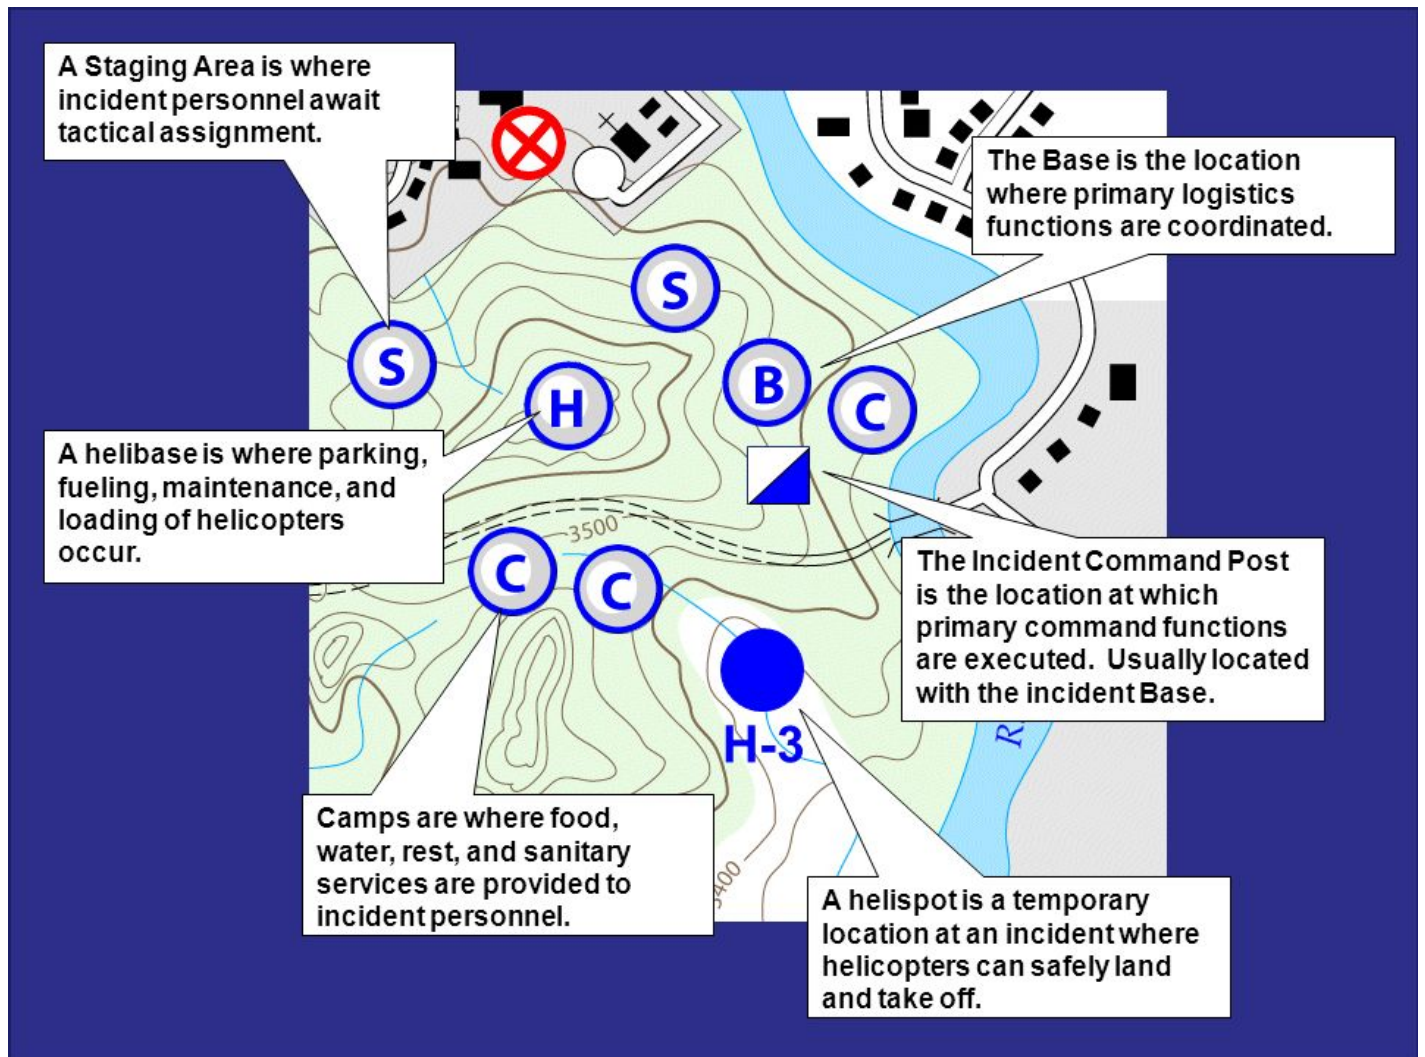 A Staging Area is where
incident personnel await
tactical assignment.
The Base is the location
where primary logistics
functions are coordinated.
S
S
B
C
H
A helibase is where parking,
fueling, maintenance, and
loading of helicopters
occur.
3500
C
C
The Incident Command Post
is the location at which
primary command functions
are executed. Usually located
with the incident Base.
H-3
R
Camps are where food,
water, rest, and sanitary
services are provided to
incident personnel.
3400
A helispot is a temporary
location at an incident where
helicopters can safely land
and take off.